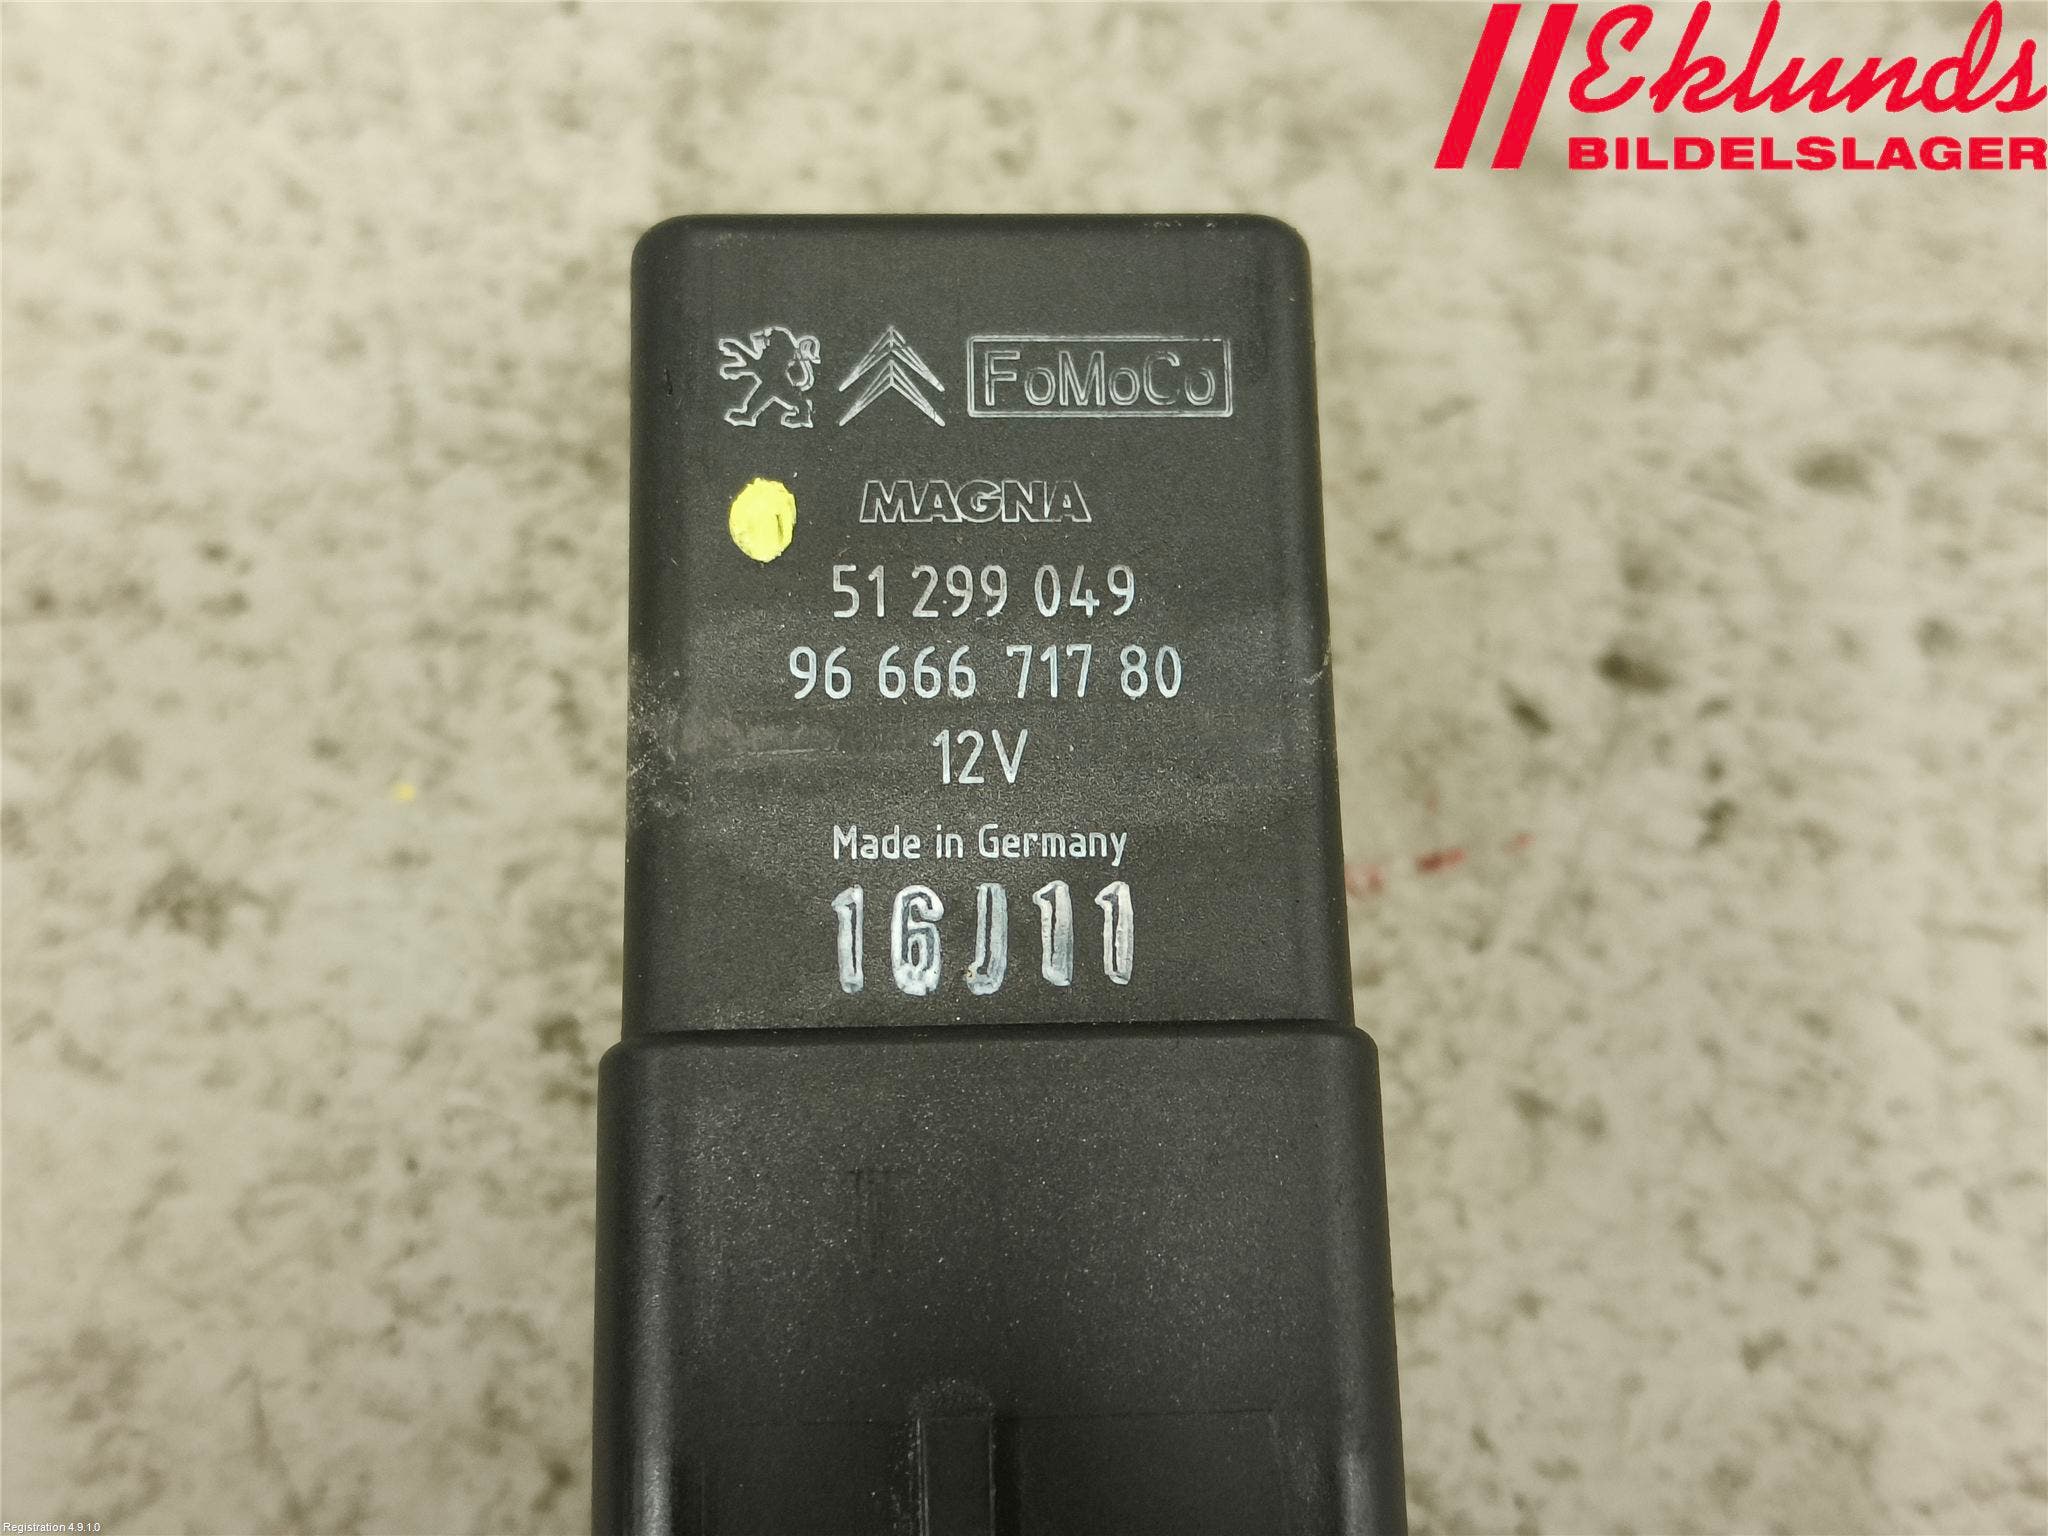 Eklunds
BILDELSLAGER
FoMoCo
MAGNA
51 299 049
96 666 717 80
12V
Made in Germany
16J11
Registration 4.9.1.0